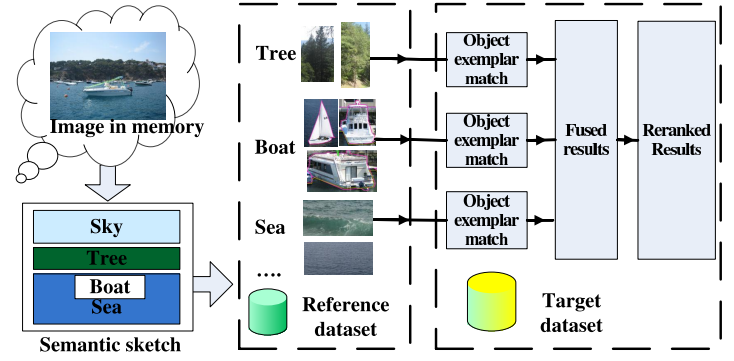 Image in memory
Sky
Tree
Boat
Sea
Semantic sketch
Tree
Boat
Sea
....
Reference
dataset
Object
exemplar
match
Object
exemplar
match
Object
exemplar
match
Fused
results
Reranked
Results
Target
dataset